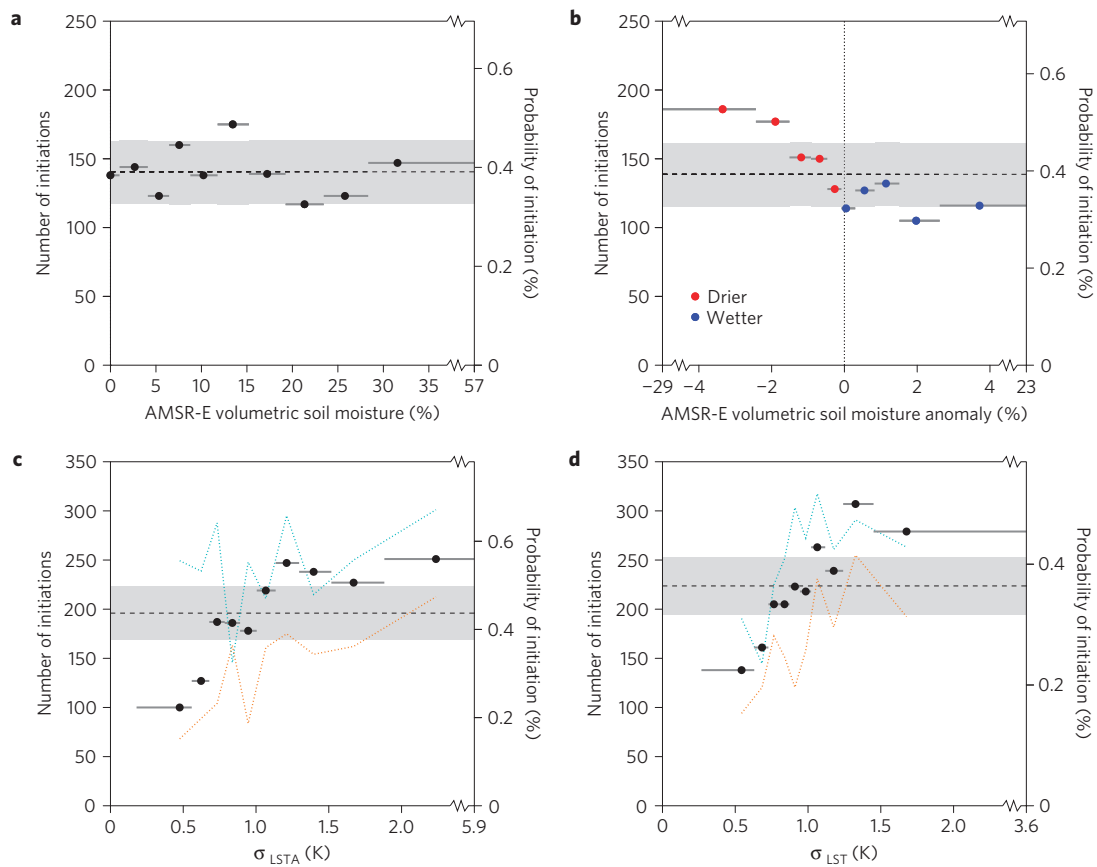 a
250
200
150
100
50
0
Number of initiations
0.6
0.4
0.2
0
Probability of initiation (%)
0 5 10 15 20 25 30 35 57
AMSR-E volumetric soil moisture (%)
b
250
200
150
100
50
0
Number of initiations
Drier
Wetter
0.6
0.4
0.2
0
Probability of initiation (%)
−29 −4 −2 0 2 4 23
AMSR-E volumetric soil moisture anomaly (%)
c
350
300
250
200
150
100
50
0
Number of initiations
0.6
0.4
0.2
0
Probability of initiation (%)
0 0.5 1.0 1.5 2.0 5.9
σ LSTA (K)
d
350
300
250
200
150
100
50
0
Number of initiations
0.4
0.2
0
Probability of initiation (%)
0 0.5 1.0 1.5 2.0 3.6
σ LST (K)